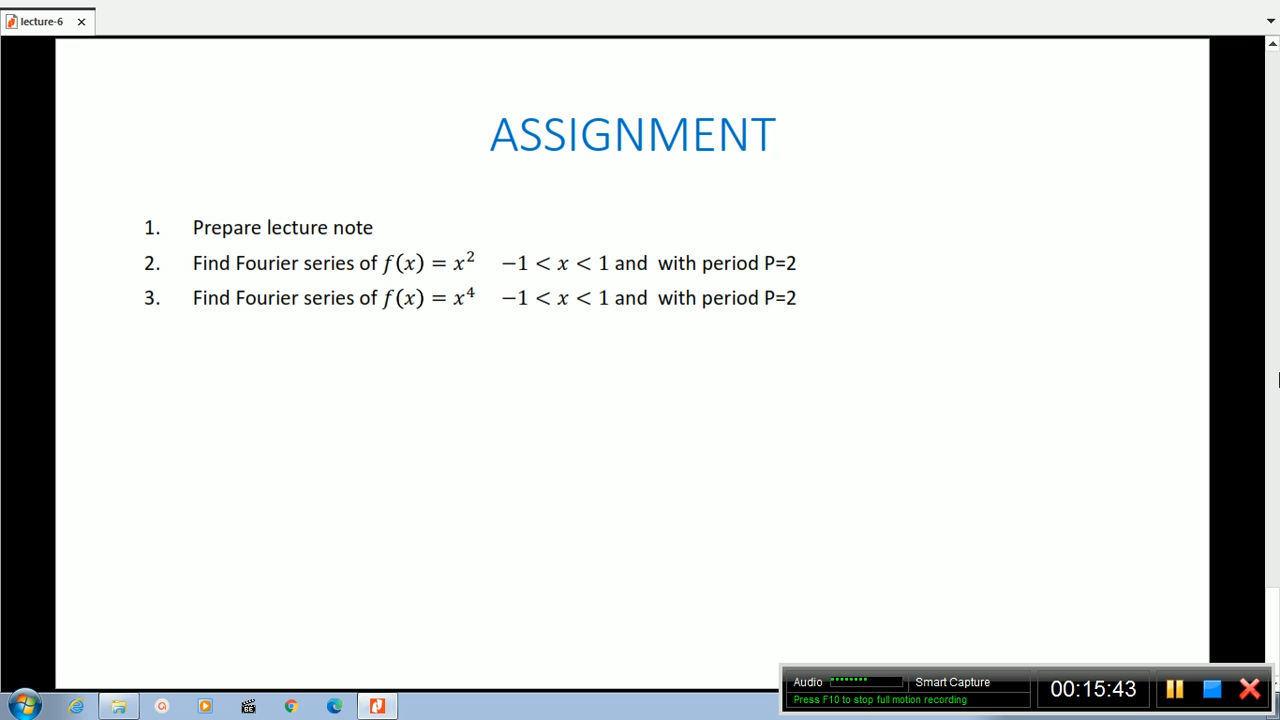 lecture-6
ASSIGNMENT
1. Prepare lecture note
2. Find Fourier series of f(x) = x² −1 < x < 1 and with period P=2
3. Find Fourier series of f(x) = x⁴ −1 < x < 1 and with period P=2
Audio Smart Capture
Press F10 to stop full motion recording
00:15:43